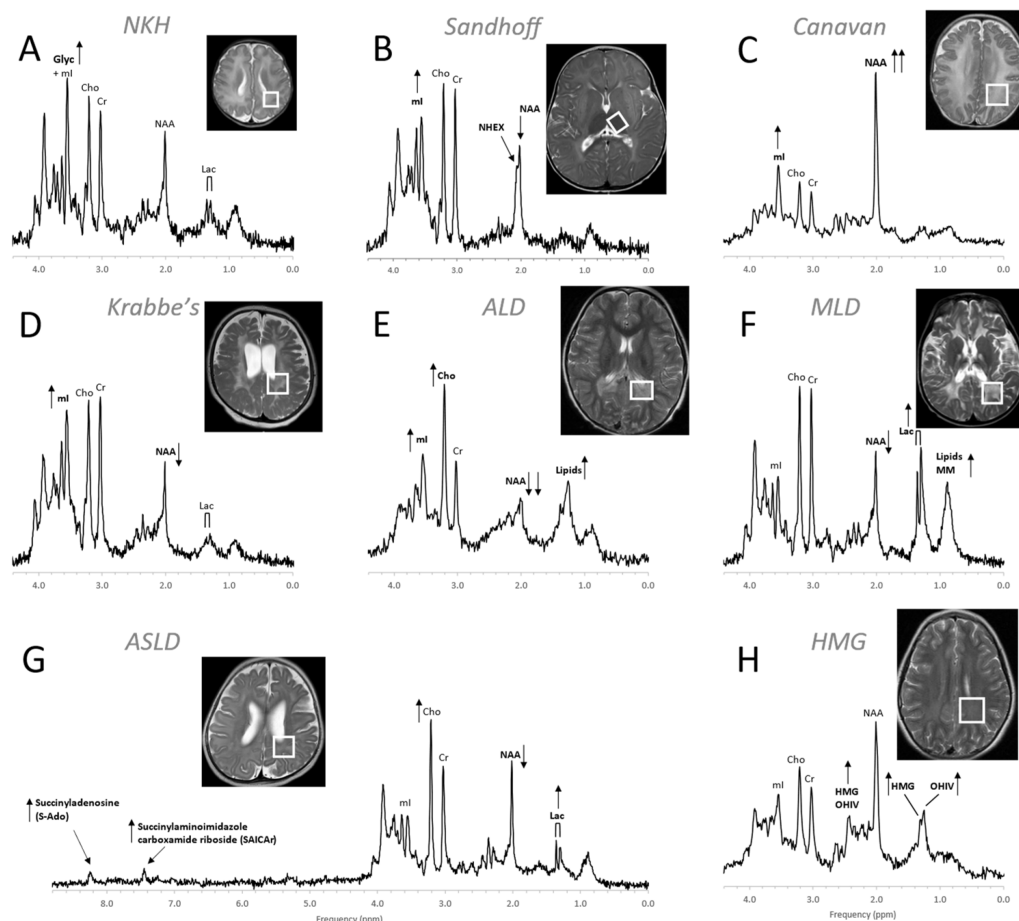 NKH
A
Glyc ↑
+ mI
Cho
Cr
NAA
Lac
4.0 3.0 2.0 1.0 0.0
Sandhoff
B
↑
mI
Cho
Cr
NHEX
NAA ↓
4.0 3.0 2.0 1.0 0.0
Canavan
C
NAA ↑↑
↑
mI
Cho
Cr
4.0 3.0 2.0 1.0 0.0
Krabbe's
D
↑ mI
Cho
Cr
NAA ↓
Lac
4.0 3.0 2.0 1.0 0.0
ALD
E
↑ Cho
↑ mI
Cr
NAA ↓↓
Lipids ↑
4.0 3.0 2.0 1.0 0.0
MLD
F
Cho
Cr
mI
NAA ↓
↑
Lac
Lipids ↑
MM
4.0 3.0 2.0 1.0 0.0
ASLD
G
↑ Succinyladenosine
(S-Ado)
↑ Succinylaminoimidazole
carboxamide riboside (SAICAr)
↑ Cho
mI
Cr
NAA ↓
↑
Lac
8.0 7.0 6.0 5.0 4.0 3.0 2.0 1.0 0.0
Frequency (ppm)
HMG
H
mI
Cho
Cr
↑
HMG
OHIV
NAA
↑ HMG
OHIV ↑
4.0 3.0 2.0 1.0 0.0
Frequency (ppm)